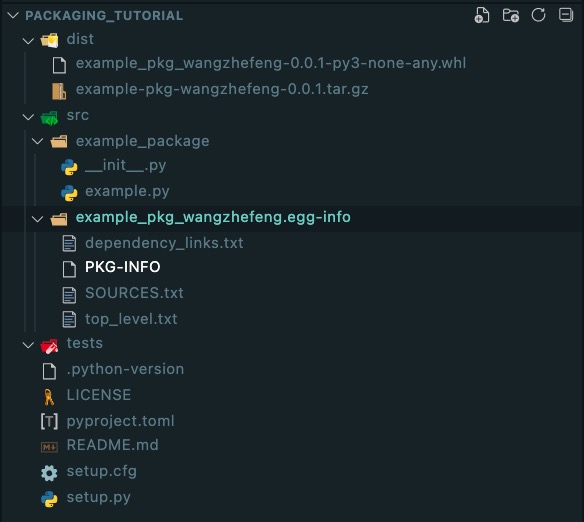 PACKAGING_TUTORIAL
dist
example_pkg_wangzhefeng-0.0.1-py3-none-any.whl
example-pkg-wangzhefeng-0.0.1.tar.gz
src
example_package
__init__.py
example.py
example_pkg_wangzhefeng.egg-info
dependency_links.txt
PKG-INFO
SOURCES.txt
top_level.txt
tests
.python-version
LICENSE
[T] pyproject.toml
README.md
setup.cfg
setup.py